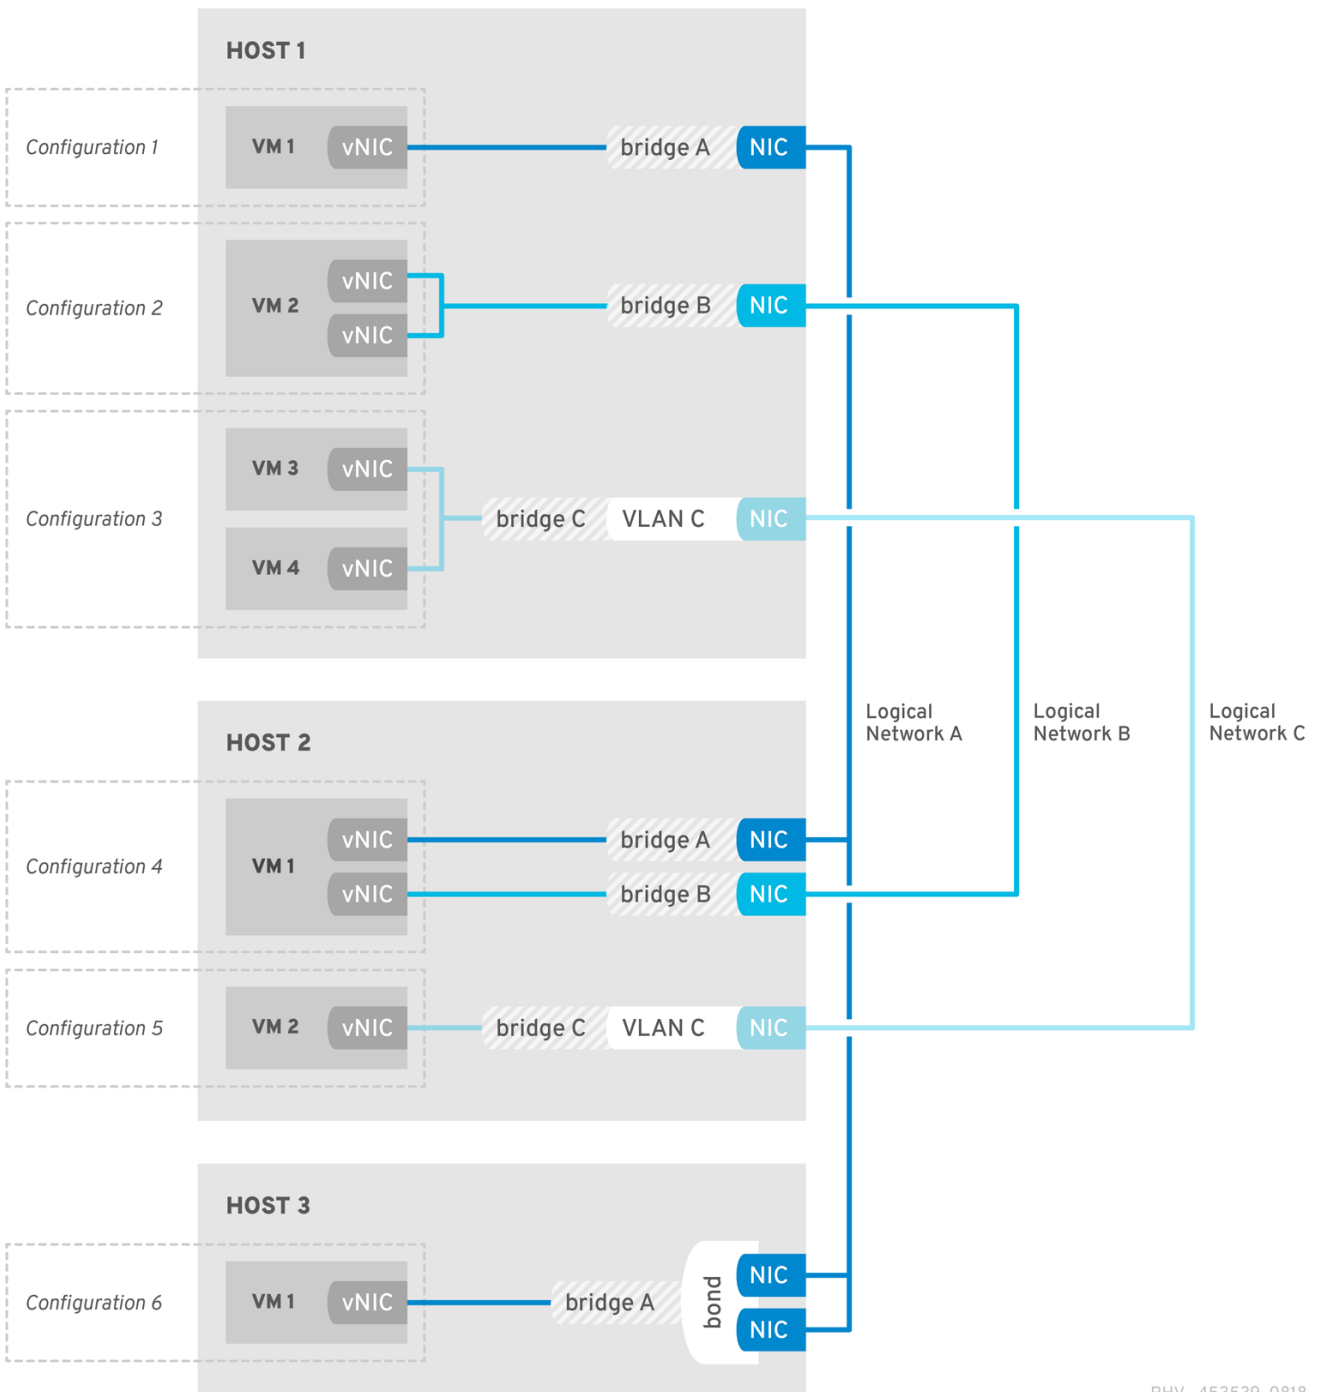 HOST 1
Configuration 1
VM 1
vNIC
bridge A
NIC
Configuration 2
VM 2
vNIC
vNIC
bridge B
NIC
Configuration 3
VM 3
vNIC
VM 4
vNIC
bridge C
VLAN C
NIC
Logical
Network A
Logical
Network B
Logical
Network C
HOST 2
Configuration 4
VM 1
vNIC
bridge A
NIC
vNIC
bridge B
NIC
Configuration 5
VM 2
vNIC
bridge C
VLAN C
NIC
HOST 3
Configuration 6
VM 1
vNIC
bridge A
bond
NIC
NIC